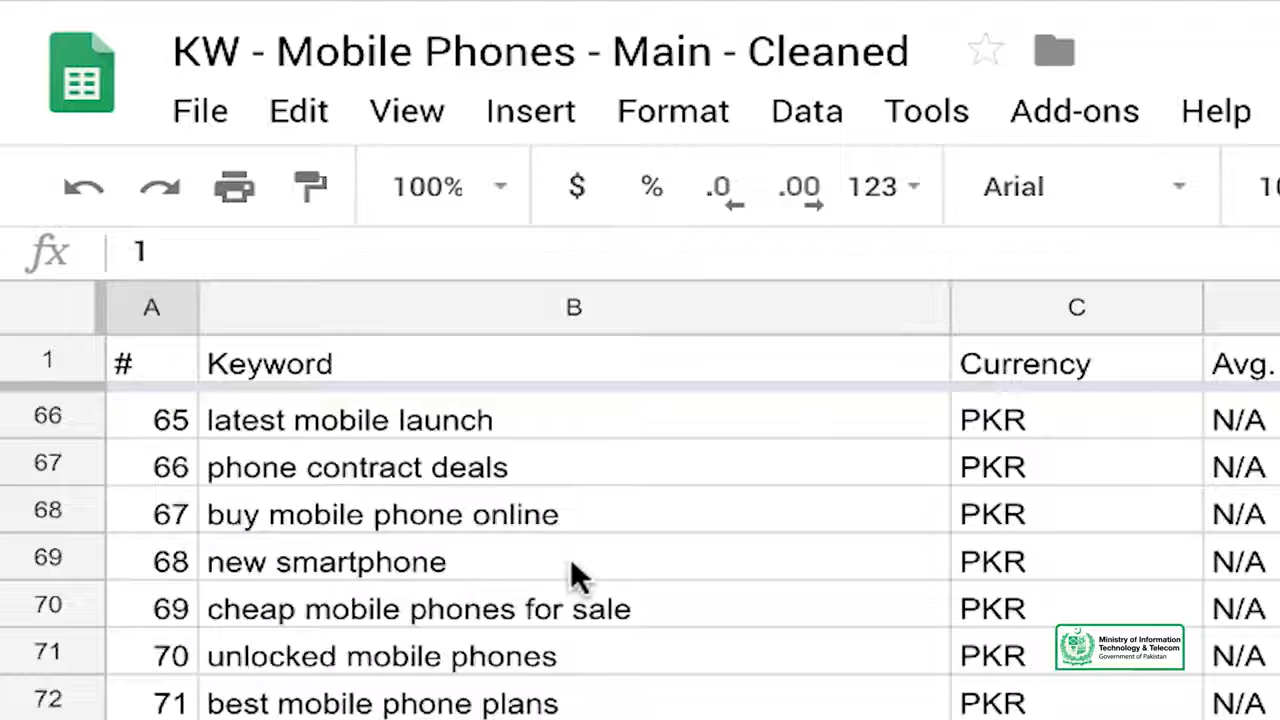 KW - Mobile Phones - Main - Cleaned
File Edit View Insert Format Data Tools Add-ons Help
100% $ % .0 .00 123 Arial
fx 1
A B C
1 # Keyword Currency Avg.
66 65 latest mobile launch PKR N/A
67 66 phone contract deals PKR N/A
68 67 buy mobile phone online PKR N/A
69 68 new smartphone PKR N/A
70 69 cheap mobile phones for sale PKR N/A
71 70 unlocked mobile phones PKR N/A
72 71 best mobile phone plans PKR N/A
Ministry of Information
Technology & Telecom
Government of Pakistan